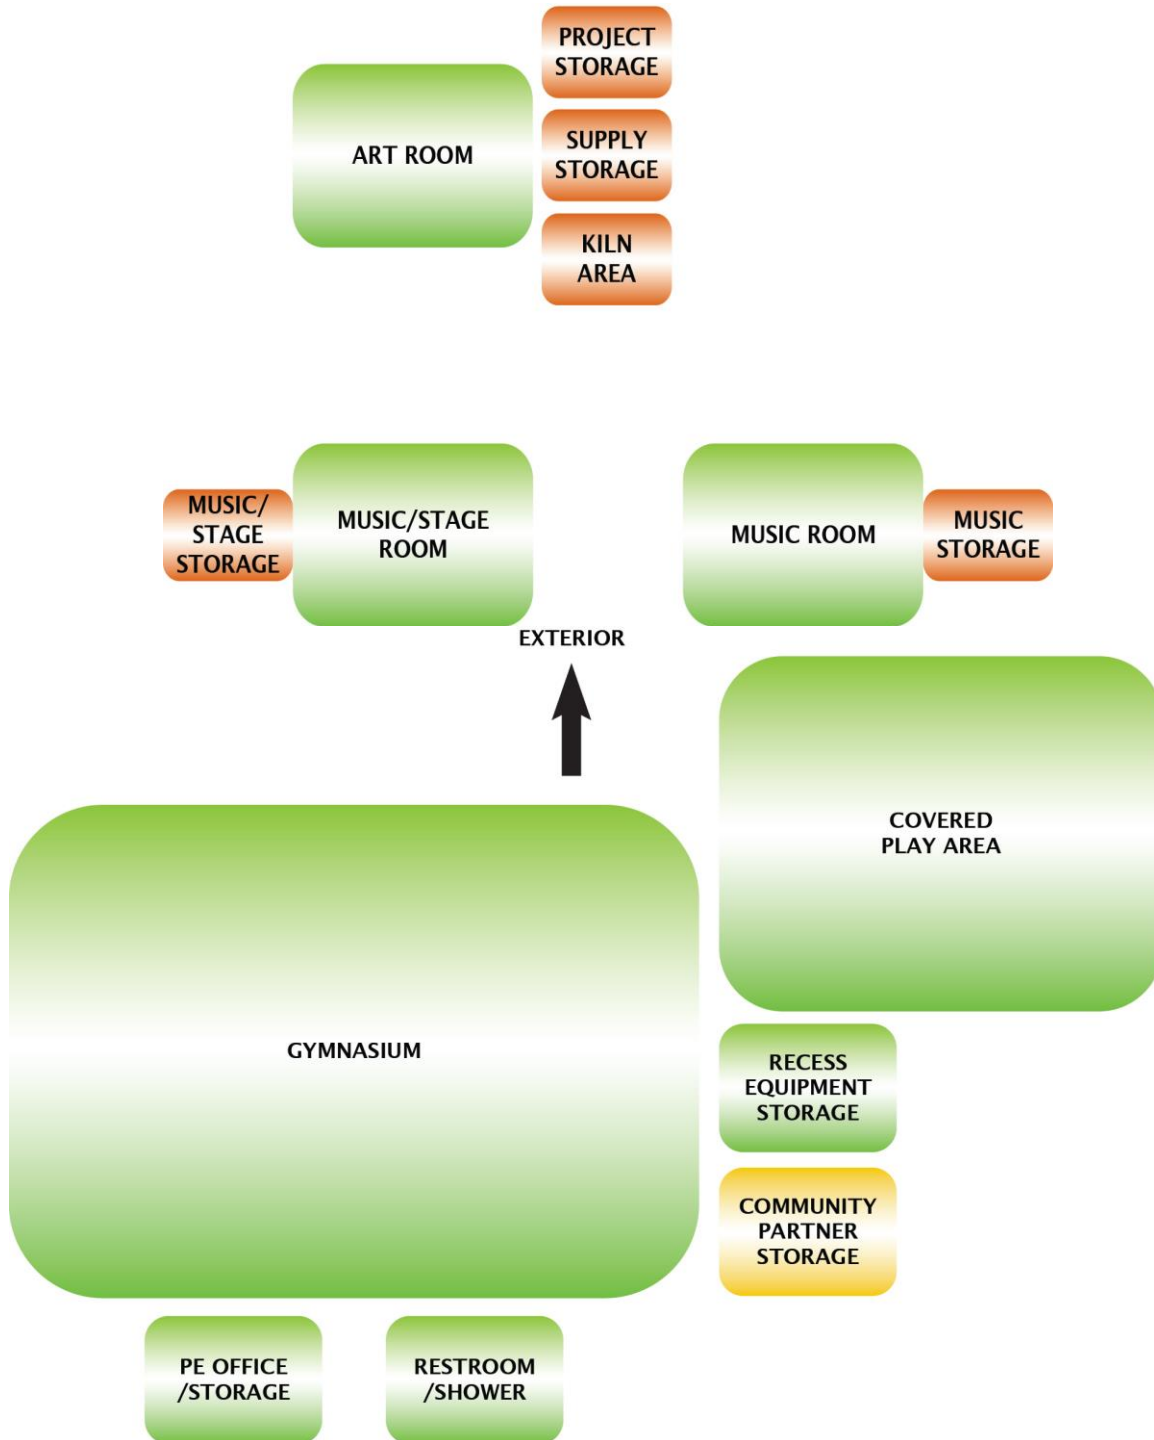 PROJECT
STORAGE
ART ROOM
SUPPLY
STORAGE
KILN
AREA
MUSIC/
STAGE
STORAGE
MUSIC/STAGE
ROOM
MUSIC ROOM
MUSIC
STORAGE
EXTERIOR
COVERED
PLAY AREA
GYMNASIUM
RECESS
EQUIPMENT
STORAGE
COMMUNITY
PARTNER
STORAGE
PE OFFICE
/STORAGE
RESTROOM
/SHOWER